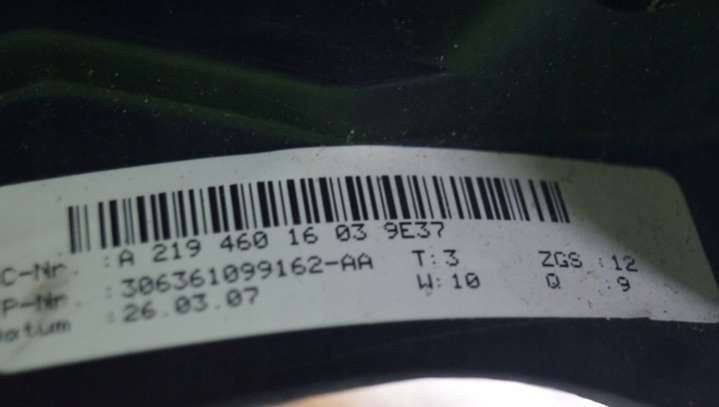 C-Nr. :A 219 460 16 03 9E37
P-Nr. :306361099162-AA T:3 ZGS :12
Datum :26.03.07 W:10 Q :9